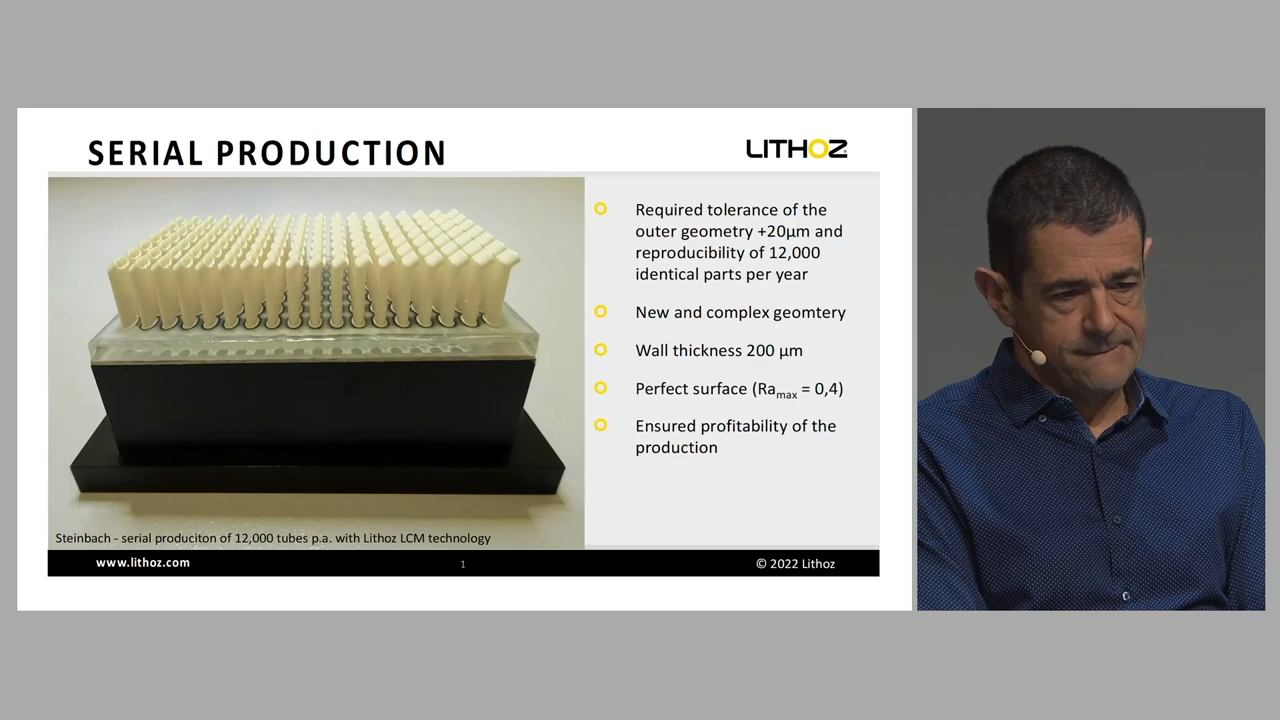 SERIAL PRODUCTION
LITHOZ
Required tolerance of the
outer geometry +20µm and
reproducibility of 12,000
identical parts per year
New and complex geomtery
Wall thickness 200 µm
Perfect surface (Ramax = 0,4)
Ensured profitability of the
production
Steinbach - serial produciton of 12,000 tubes p.a. with Lithoz LCM technology
www.lithoz.com
1
© 2022 Lithoz